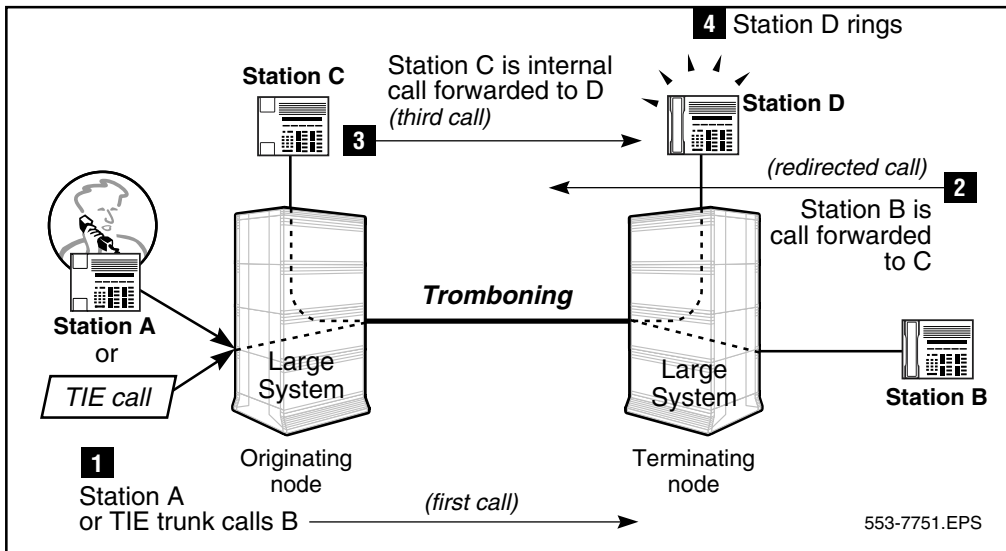 4 Station D rings
Station C
Station C is internal
call forwarded to D
(third call)
3
Station D
(redirected call)
2
Station B is
call forwarded
to C
Tromboning
Station A
or
TIE call
Large
System
Large
System
Station B
Originating
node
Terminating
node
1
Station A
or TIE trunk calls B
(first call)
553-7751.EPS